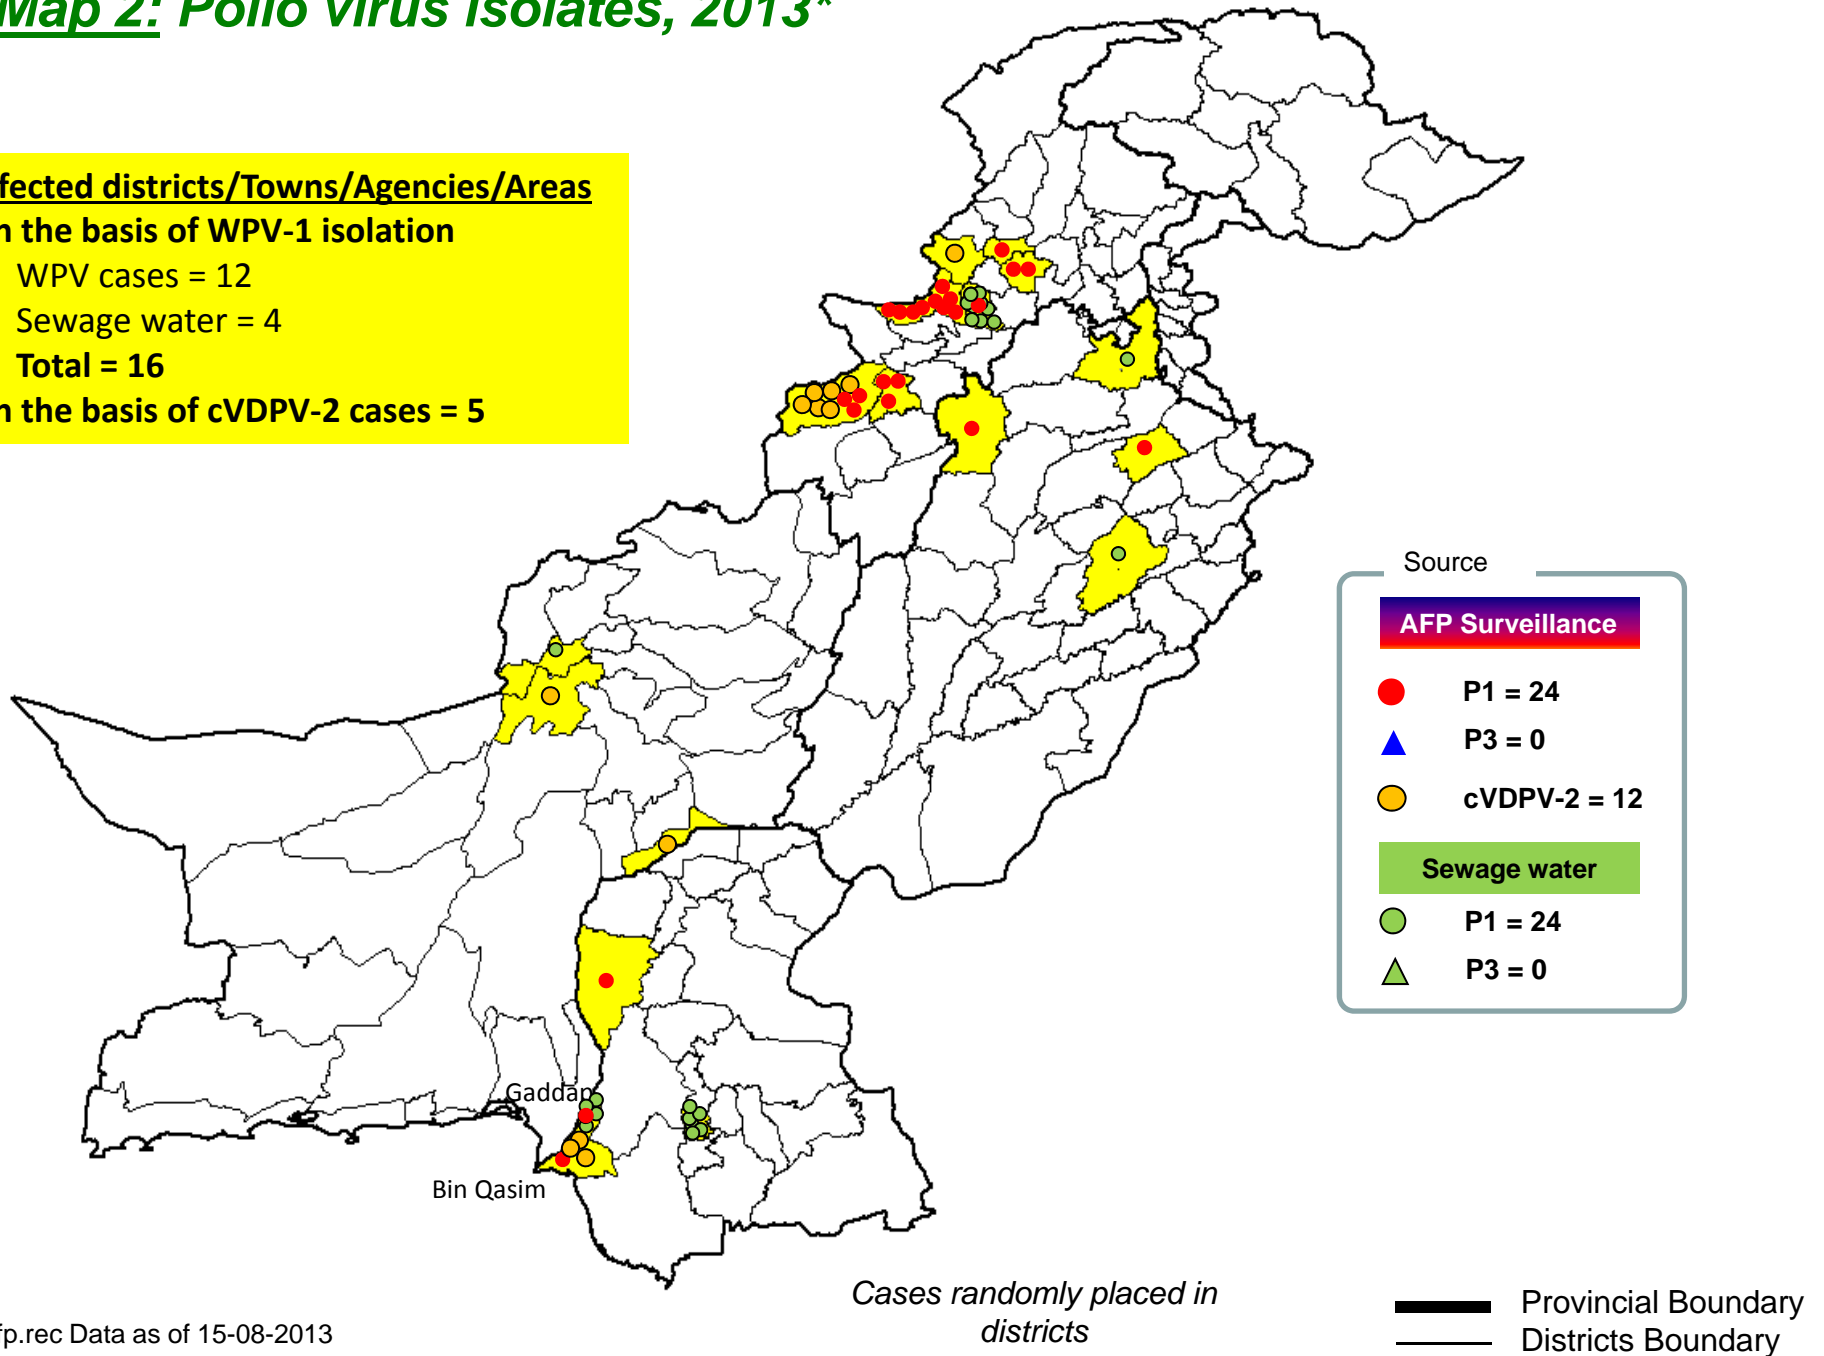 Map 2: Polio virus isolates, 2013*
fected districts/Towns/Agencies/Areas
n the basis of WPV-1 isolation
WPV cases = 12
Sewage water = 4
Total = 16
n the basis of cVDPV-2 cases = 5
Source
AFP Surveillance
P1 = 24
P3 = 0
cVDPV-2 = 12
Sewage water
P1 = 24
P3 = 0
Gaddap
Bin Qasim
Cases randomly placed in
districts
fp.rec Data as of 15-08-2013
Provincial Boundary
Districts Boundary